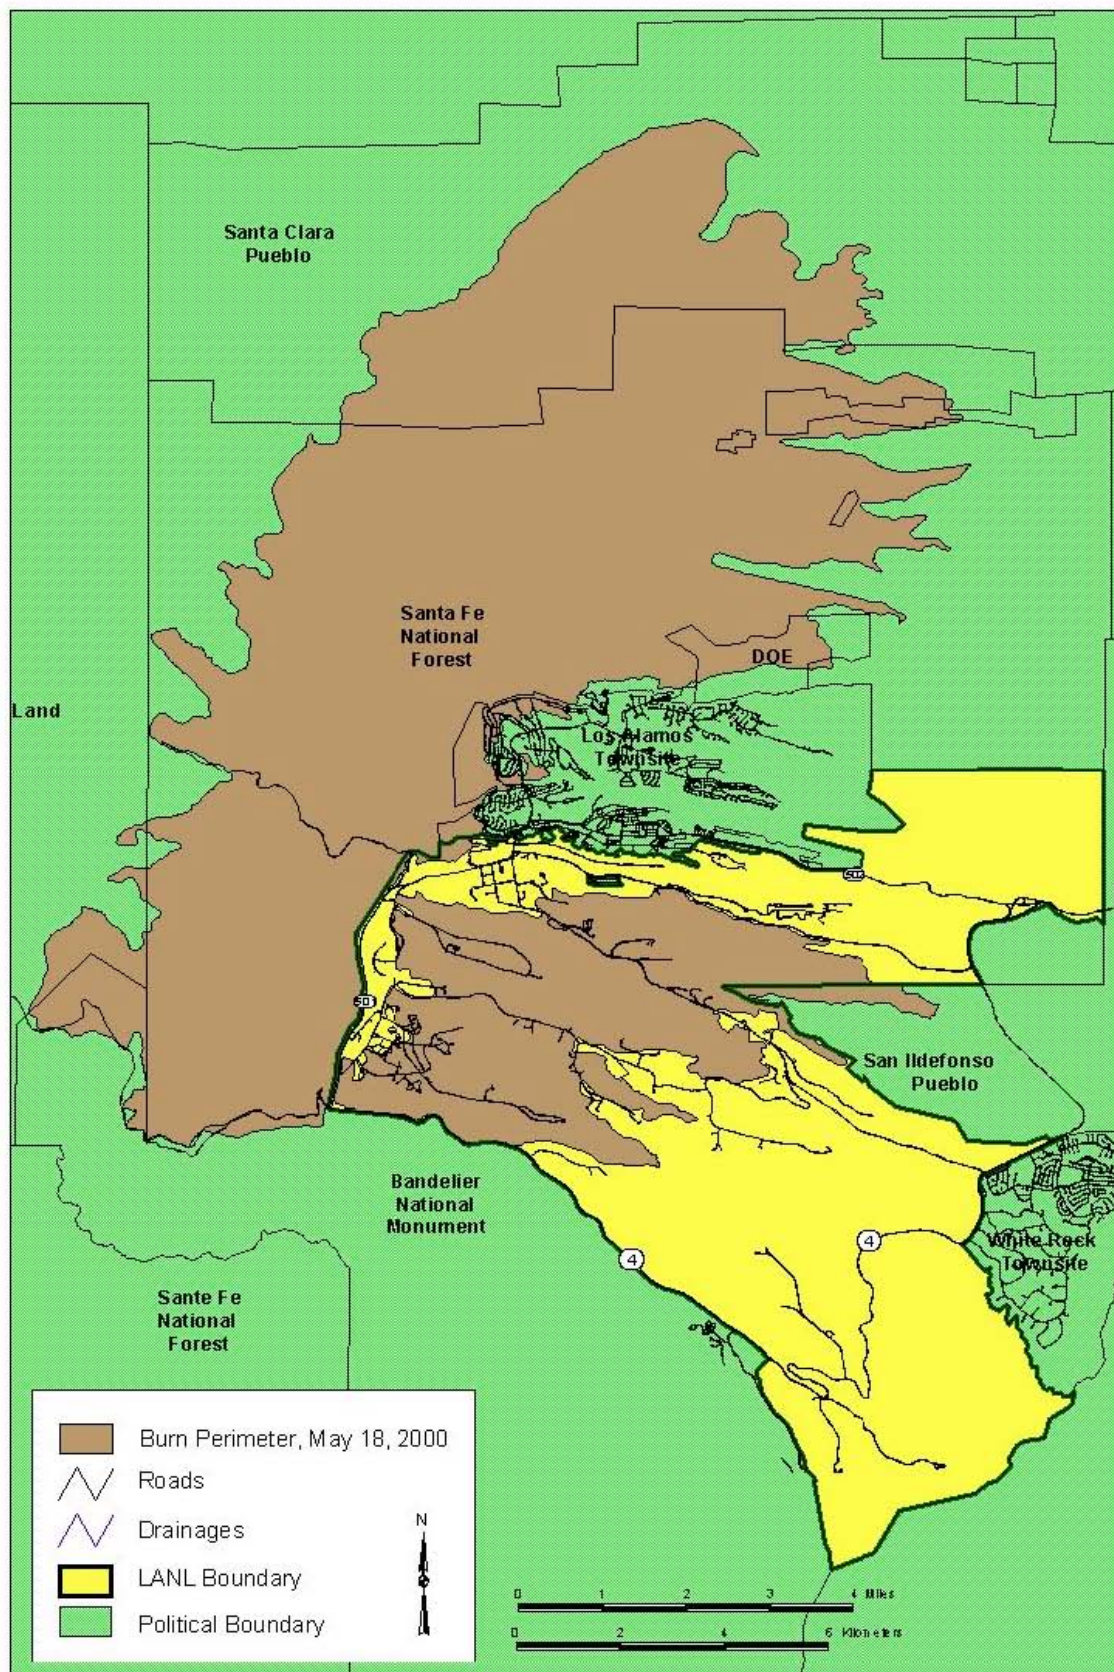 Santa Clara
Pueblo
Santa Fe
National
Forest
DOE
Land
Los Alamos
Townsite
502
501
San Ildefonso
Pueblo
Bandelier
National
Monument
4
4
White Rock
Townsite
Sante Fe
National
Forest
Burn Perimeter, May 18, 2000
Roads
Drainages
LANL Boundary
Political Boundary
N
0 1 2 3 4 Miles
0 2 4 6 Kilometers